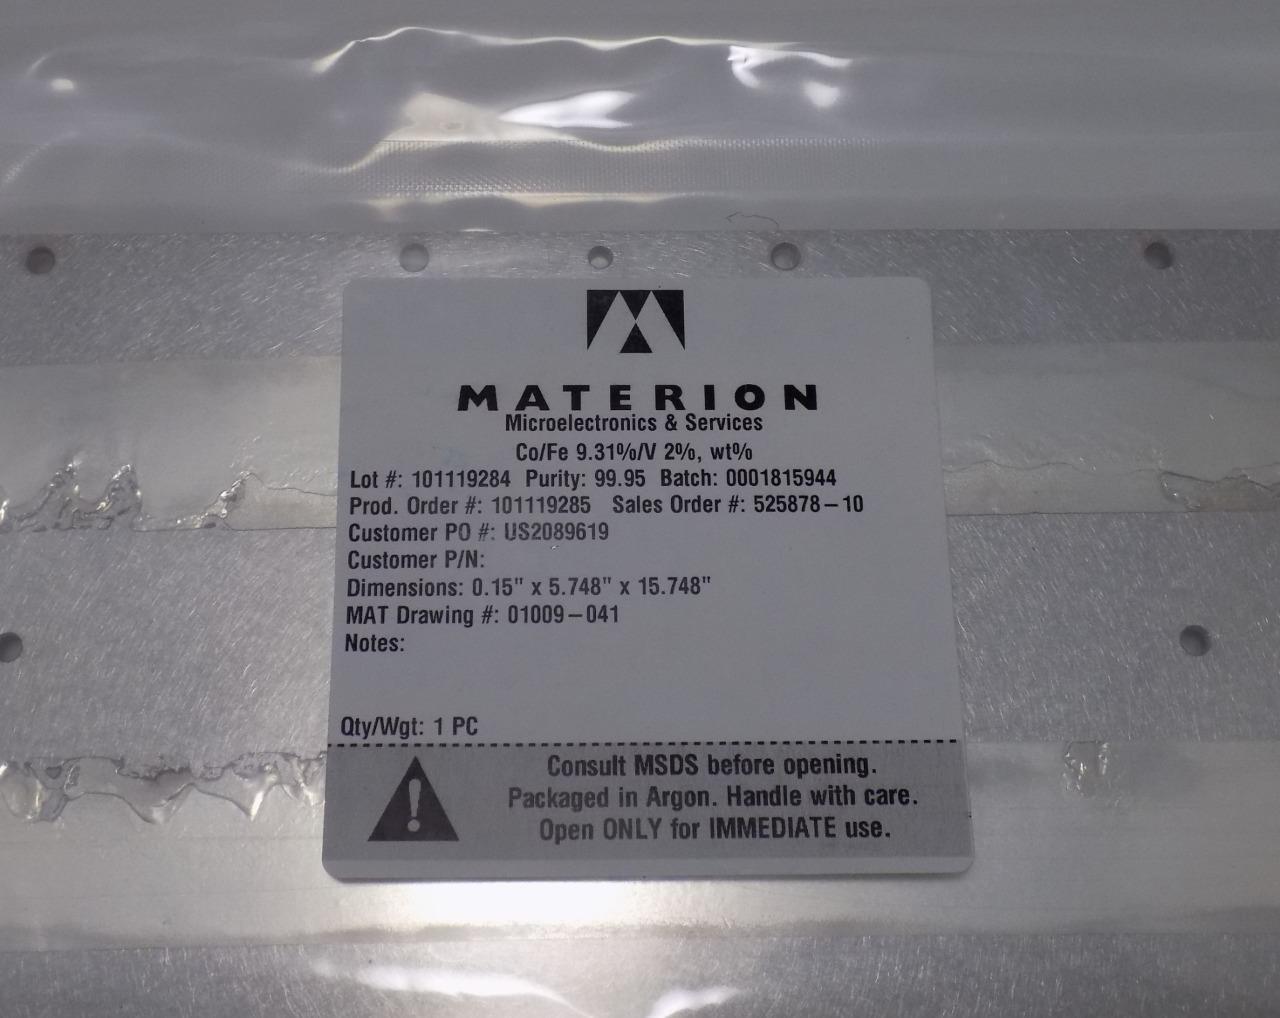 MATERION
Microelectronics & Services
Co/Fe 9.31%/V 2%, wt%
Lot #: 101119284 Purity: 99.95 Batch: 0001815944
Prod. Order #: 101119285 Sales Order #: 525878-10
Customer PO #: US2089619
Customer P/N:
Dimensions: 0.15" x 5.748" x 15.748"
MAT Drawing #: 01009-041
Notes:
Qty/Wgt: 1 PC
Consult MSDS before opening.
Packaged in Argon. Handle with care.
Open ONLY for IMMEDIATE use.